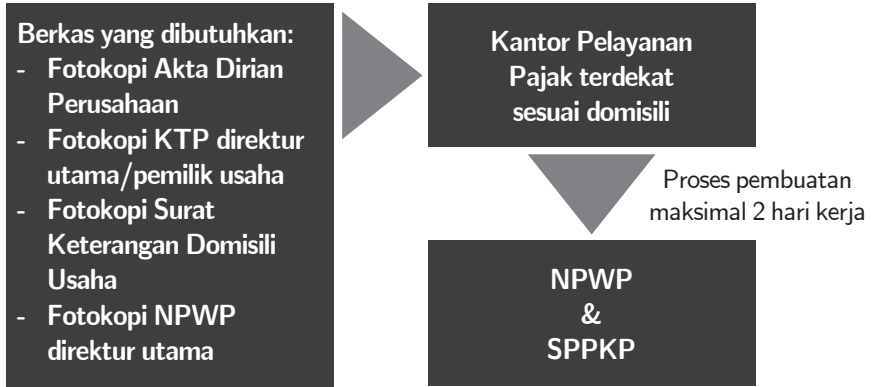 Berkas yang dibutuhkan:
- Fotokopi Akta Dirian
Perusahaan
- Fotokopi KTP direktur
utama/pemilik usaha
- Fotokopi Surat
Keterangan Domisili
Usaha
- Fotokopi NPWP
direktur utama
Kantor Pelayanan
Pajak terdekat
sesuai domisili
Proses pembuatan
maksimal 2 hari kerja
NPWP
&
SPPKP